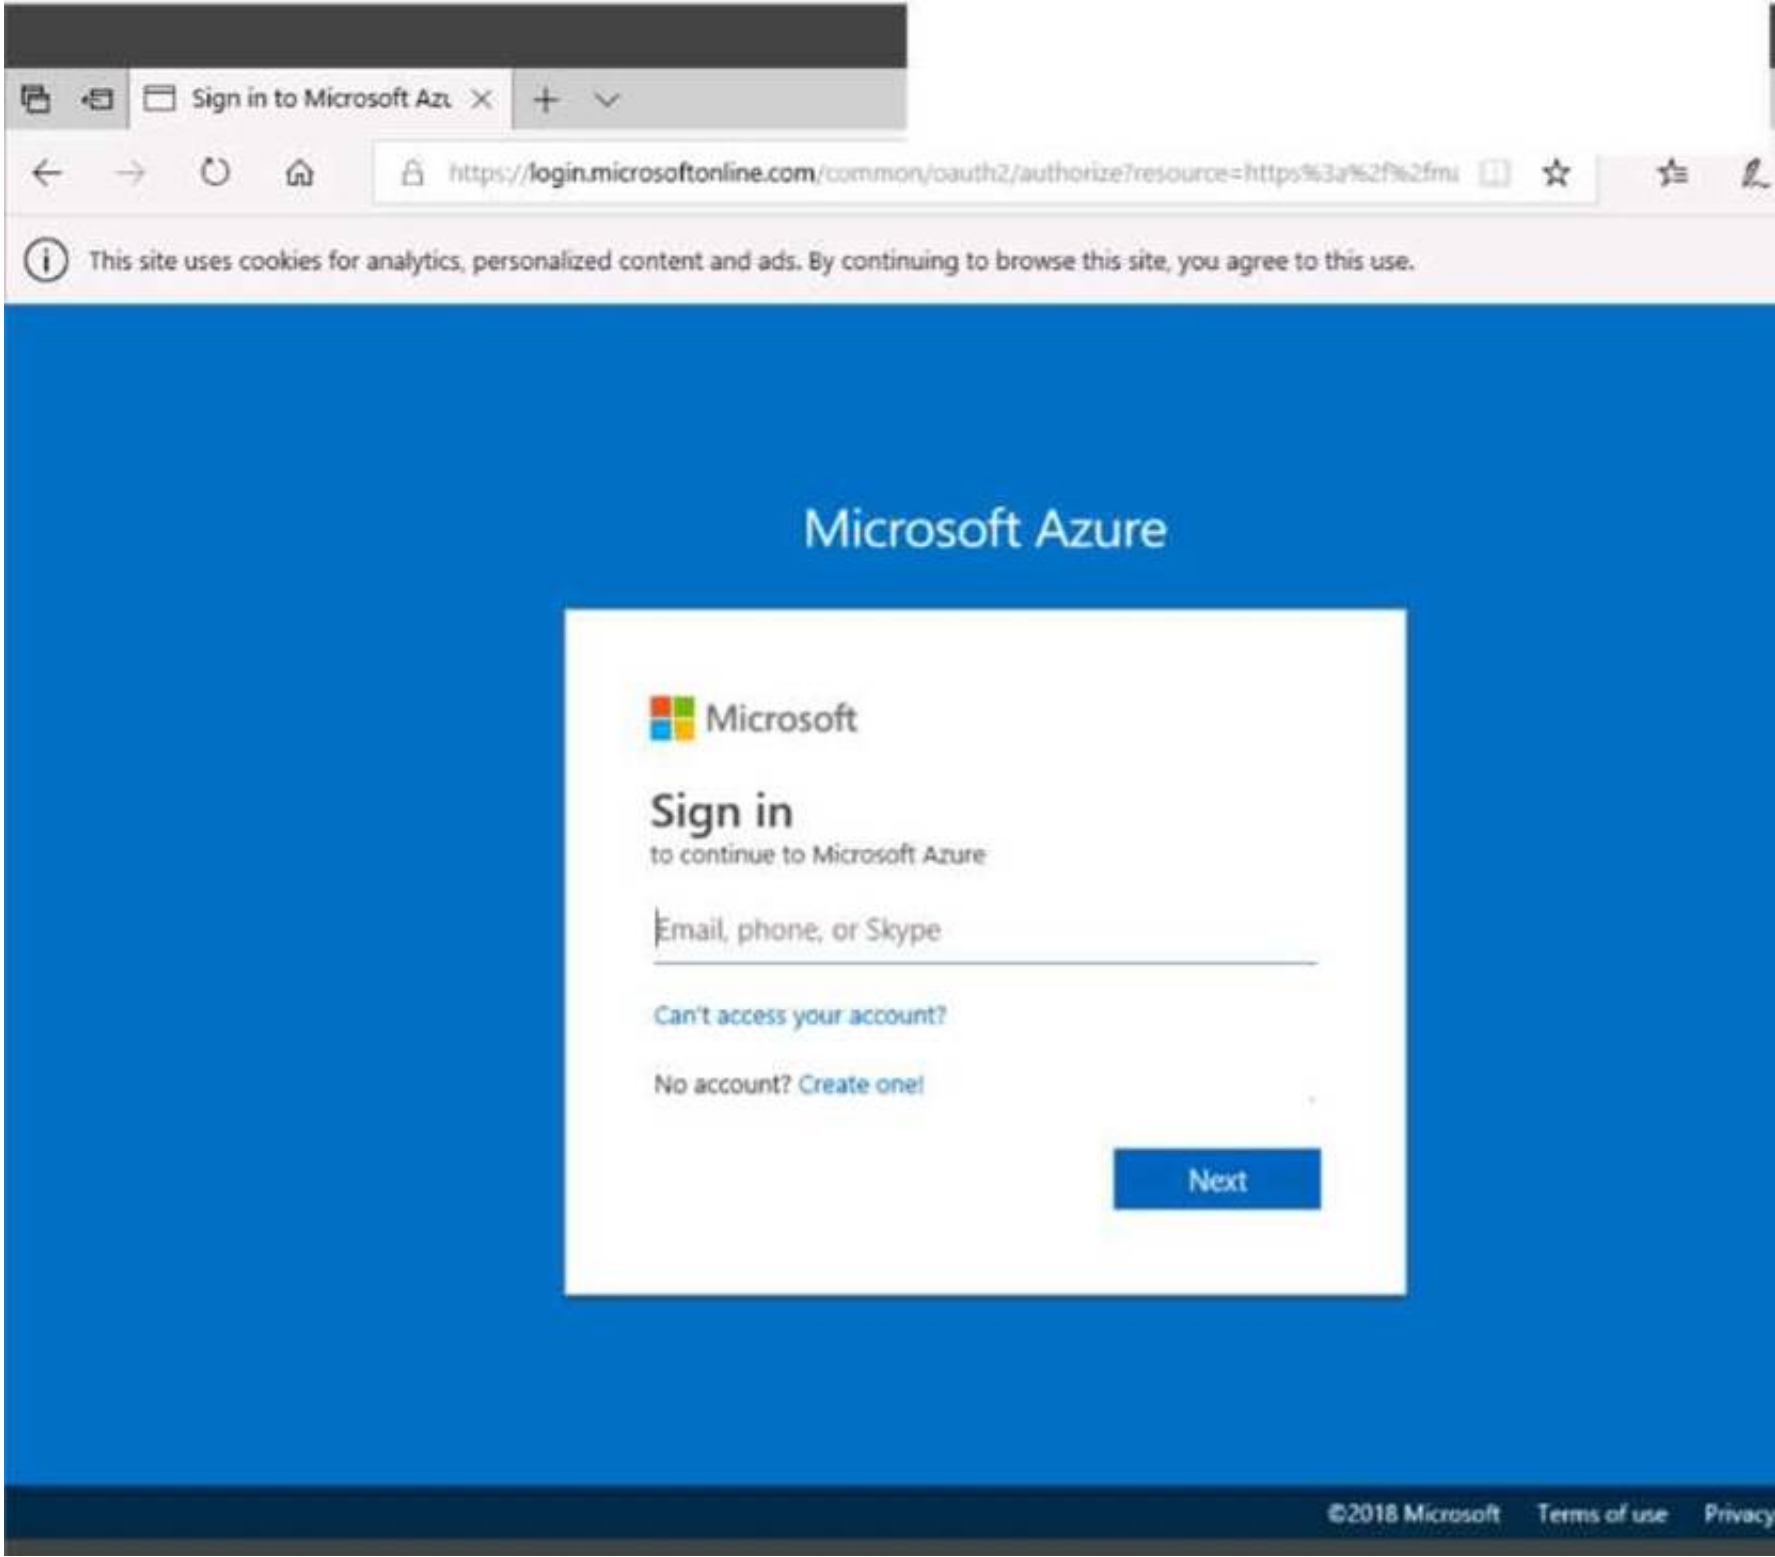 Sign in to Microsoft Azu
https://login.microsoftonline.com/common/oauth2/authorize?resource=https%3a%2f%2fma
This site uses cookies for analytics, personalized content and ads. By continuing to browse this site, you agree to this use.
Microsoft Azure
Microsoft
Sign in
to continue to Microsoft Azure
Email, phone, or Skype
Can't access your account?
No account? Create one!
Next
©2018 Microsoft Terms of use Privacy